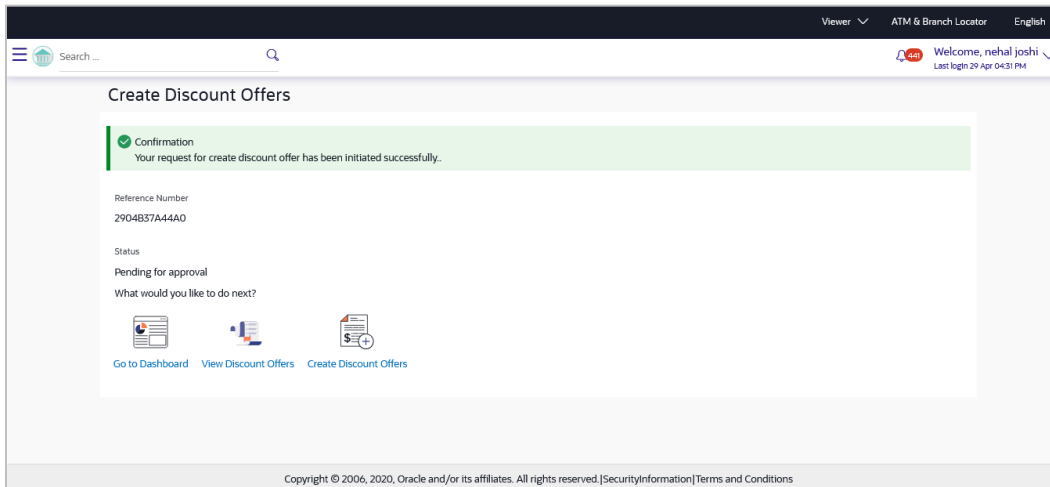 Viewer ATM & Branch Locator English
Search ...
441
Welcome, nehal joshi
Last login 29 Apr 04:31 PM
Create Discount Offers
Confirmation
Your request for create discount offer has been initiated successfully..
Reference Number
2904B37A44A0
Status
Pending for approval
What would you like to do next?
Go to Dashboard View Discount Offers Create Discount Offers
Copyright © 2006, 2020, Oracle and/or its affiliates. All rights reserved.|SecurityInformation|Terms and Conditions